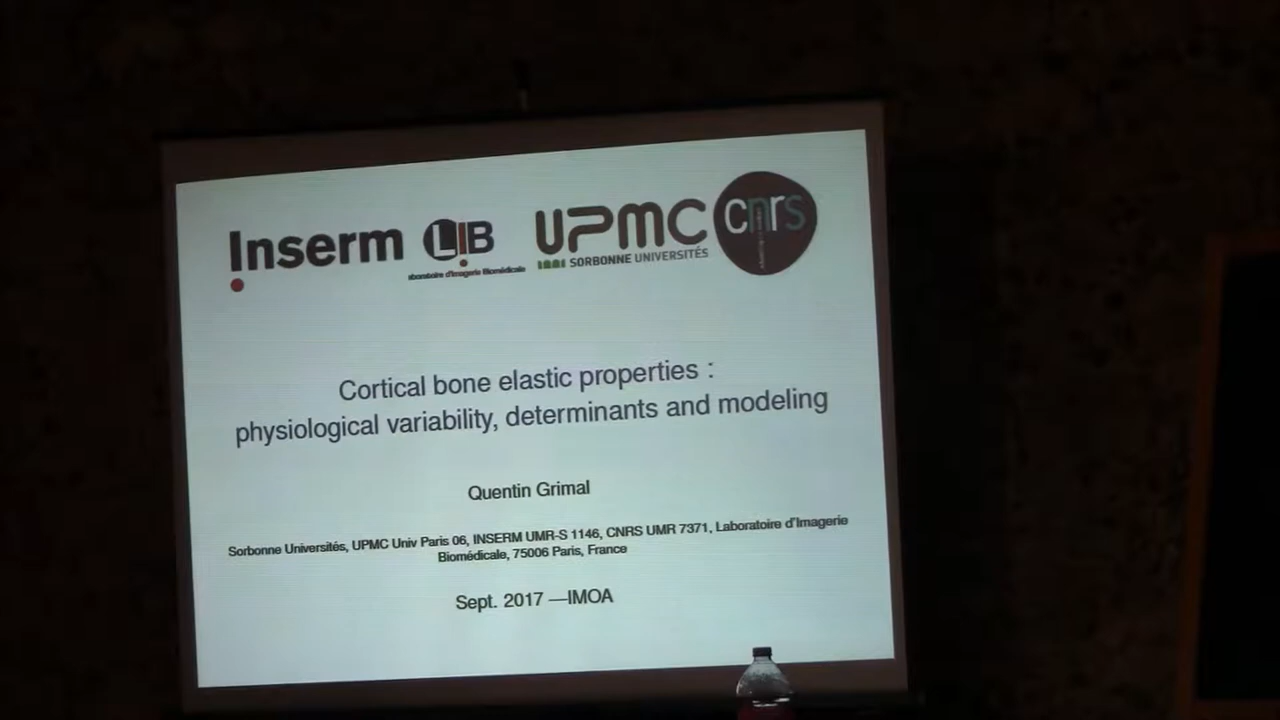 Inserm
LIB
UPMC
cnrs
Laboratoire d'Imagerie Biomédicale
SORBONNE UNIVERSITÉS
Cortical bone elastic properties :
physiological variability, determinants and modeling
Quentin Grimal
Sorbonne Universités, UPMC Univ Paris 06, INSERM UMR-S 1146, CNRS UMR 7371, Laboratoire d'Imagerie
Biomédicale, 75006 Paris, France
Sept. 2017 —IMOA